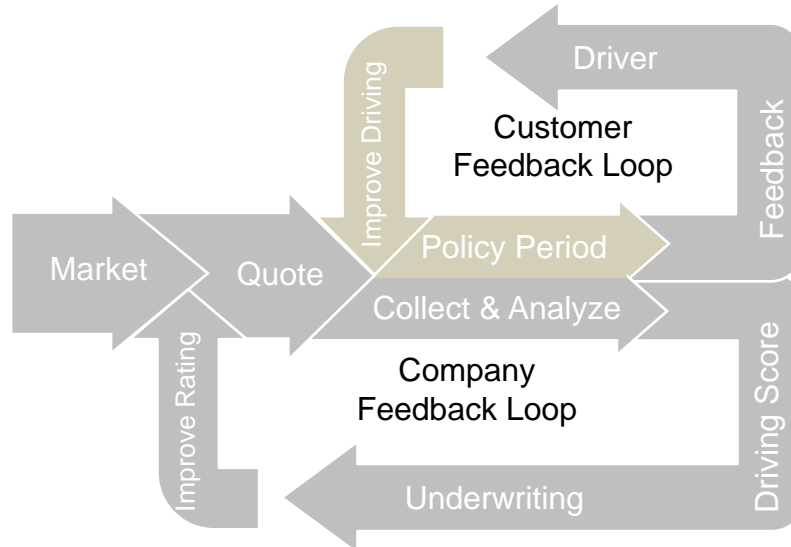 Driver
Improve Driving
Customer
Feedback Loop
Feedback
Market
Quote
Policy Period
Collect & Analyze
Improve Rating
Company
Feedback Loop
Driving Score
Underwriting